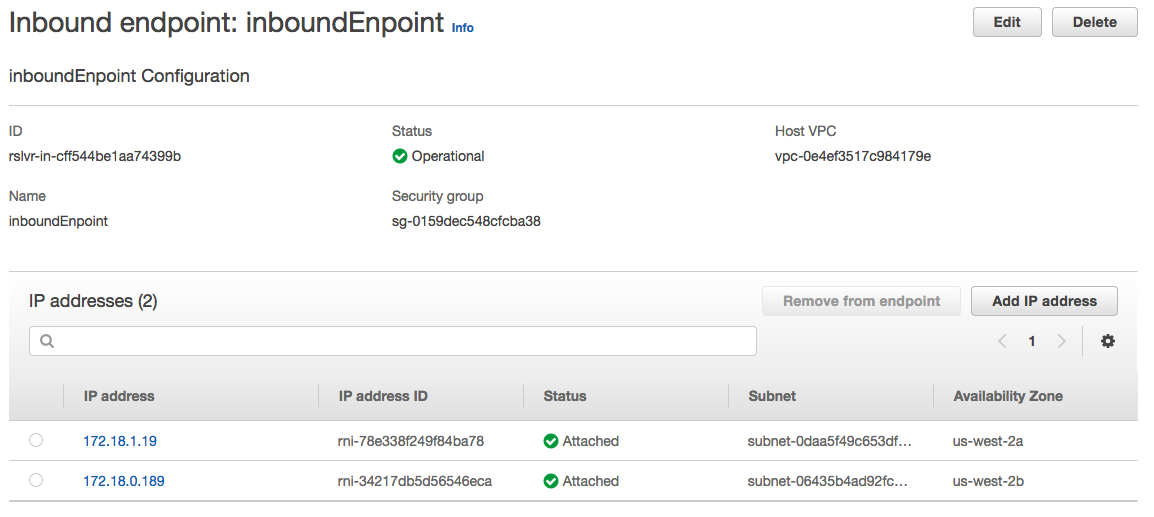 Inbound endpoint: inboundEnpoint Info
Edit
Delete
inboundEnpoint Configuration
ID
Status
Host VPC
rslvr-in-cff544be1aa74399b
Operational
vpc-0e4ef3517c984179e
Name
Security group
inboundEnpoint
sg-0159dec548cfcba38
IP addresses (2)
Remove from endpoint
Add IP address
1
IP address
IP address ID
Status
Subnet
Availability Zone
172.18.1.19
rni-78e338f249f84ba78
Attached
subnet-0daa5f49c653df...
us-west-2a
172.18.0.189
rni-34217db5d56546eca
Attached
subnet-06435b4ad92fc...
us-west-2b